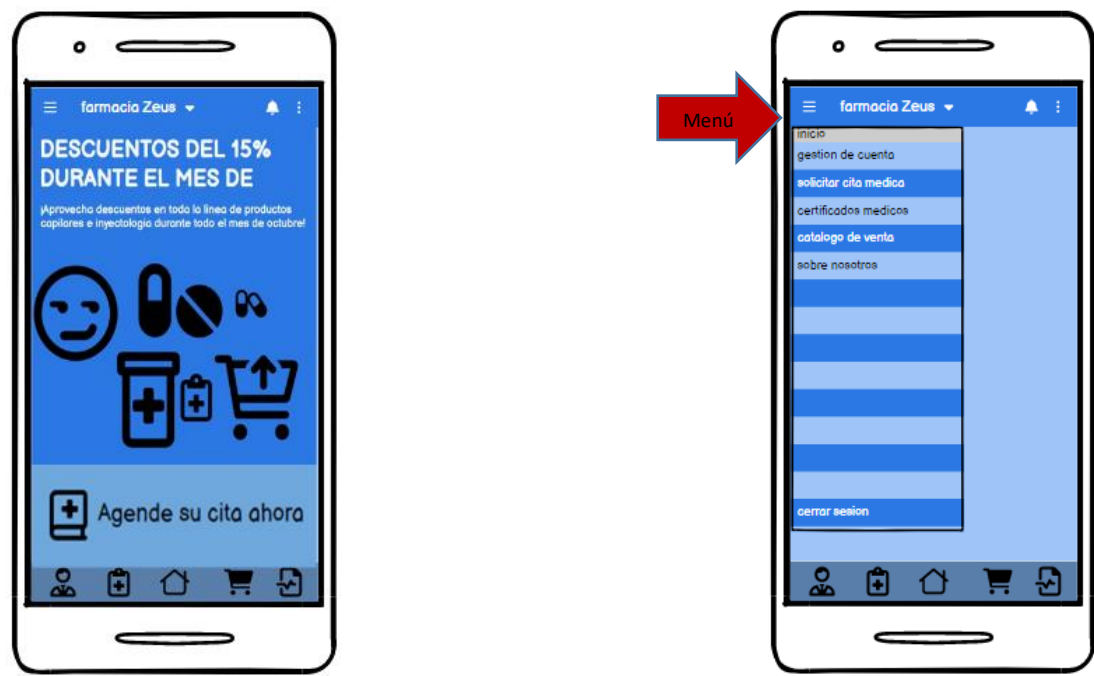 farmacia Zeus
DESCUENTOS DEL 15%
DURANTE EL MES DE
¡Aprovecha descuentos en toda la linea de productos
capilares e inyectologia durante todo el mes de octubre!
Agende su cita ahora
Menú
farmacia Zeus
inicio
gestion de cuenta
solicitar cita medica
certificados medicos
catalogo de venta
sobre nosotros
cerrar sesion